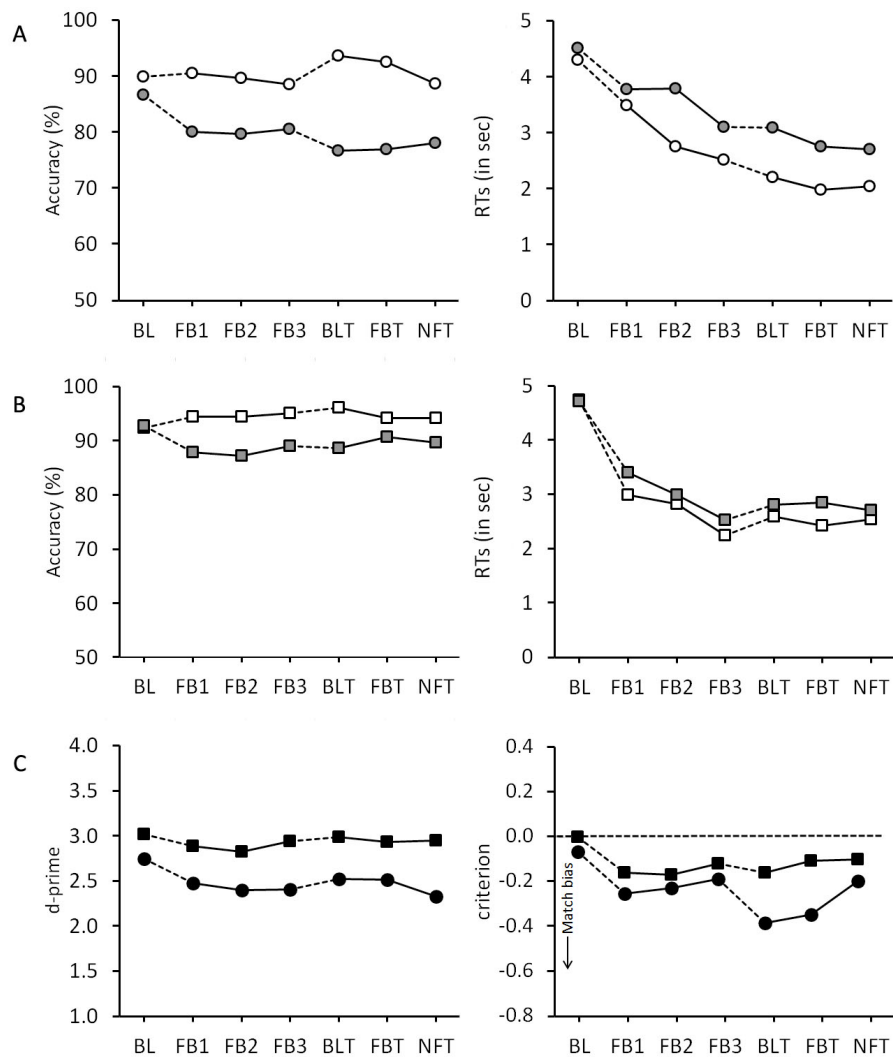 A
Accuracy (%)
100
90
80
70
60
50
BL FB1 FB2 FB3 BLT FBT NFT
RTs (in sec)
5
4
3
2
1
0
BL FB1 FB2 FB3 BLT FBT NFT
B
Accuracy (%)
100
90
80
70
60
50
BL FB1 FB2 FB3 BLT FBT NFT
RTs (in sec)
5
4
3
2
1
0
BL FB1 FB2 FB3 BLT FBT NFT
C
d-prime
4.0
3.5
3.0
2.5
2.0
1.5
1.0
BL FB1 FB2 FB3 BLT FBT NFT
criterion
0.4
0.2
0.0
-0.2
-0.4
-0.6
-0.8
Match bias
BL FB1 FB2 FB3 BLT FBT NFT